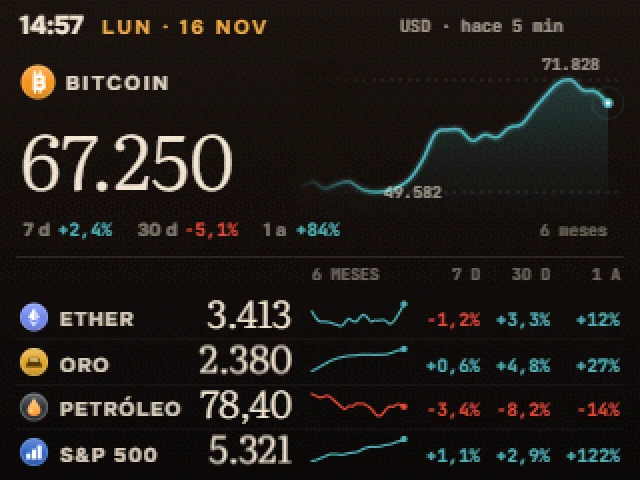 14:57 LUN · 16 NOV USD · hace 5 min
71.828
BITCOIN
67.250
49.582
7 d +2,4% 30 d -5,1% 1 a +84% 6 meses
6 MESES 7 D 30 D 1 A
ETHER 3.413 -1,2% +3,3% +12%
ORO 2.380 +0,6% +4,8% +27%
PETRÓLEO 78,40 -3,4% -8,2% -14%
S&P 500 5.321 +1,1% +2,9% +122%